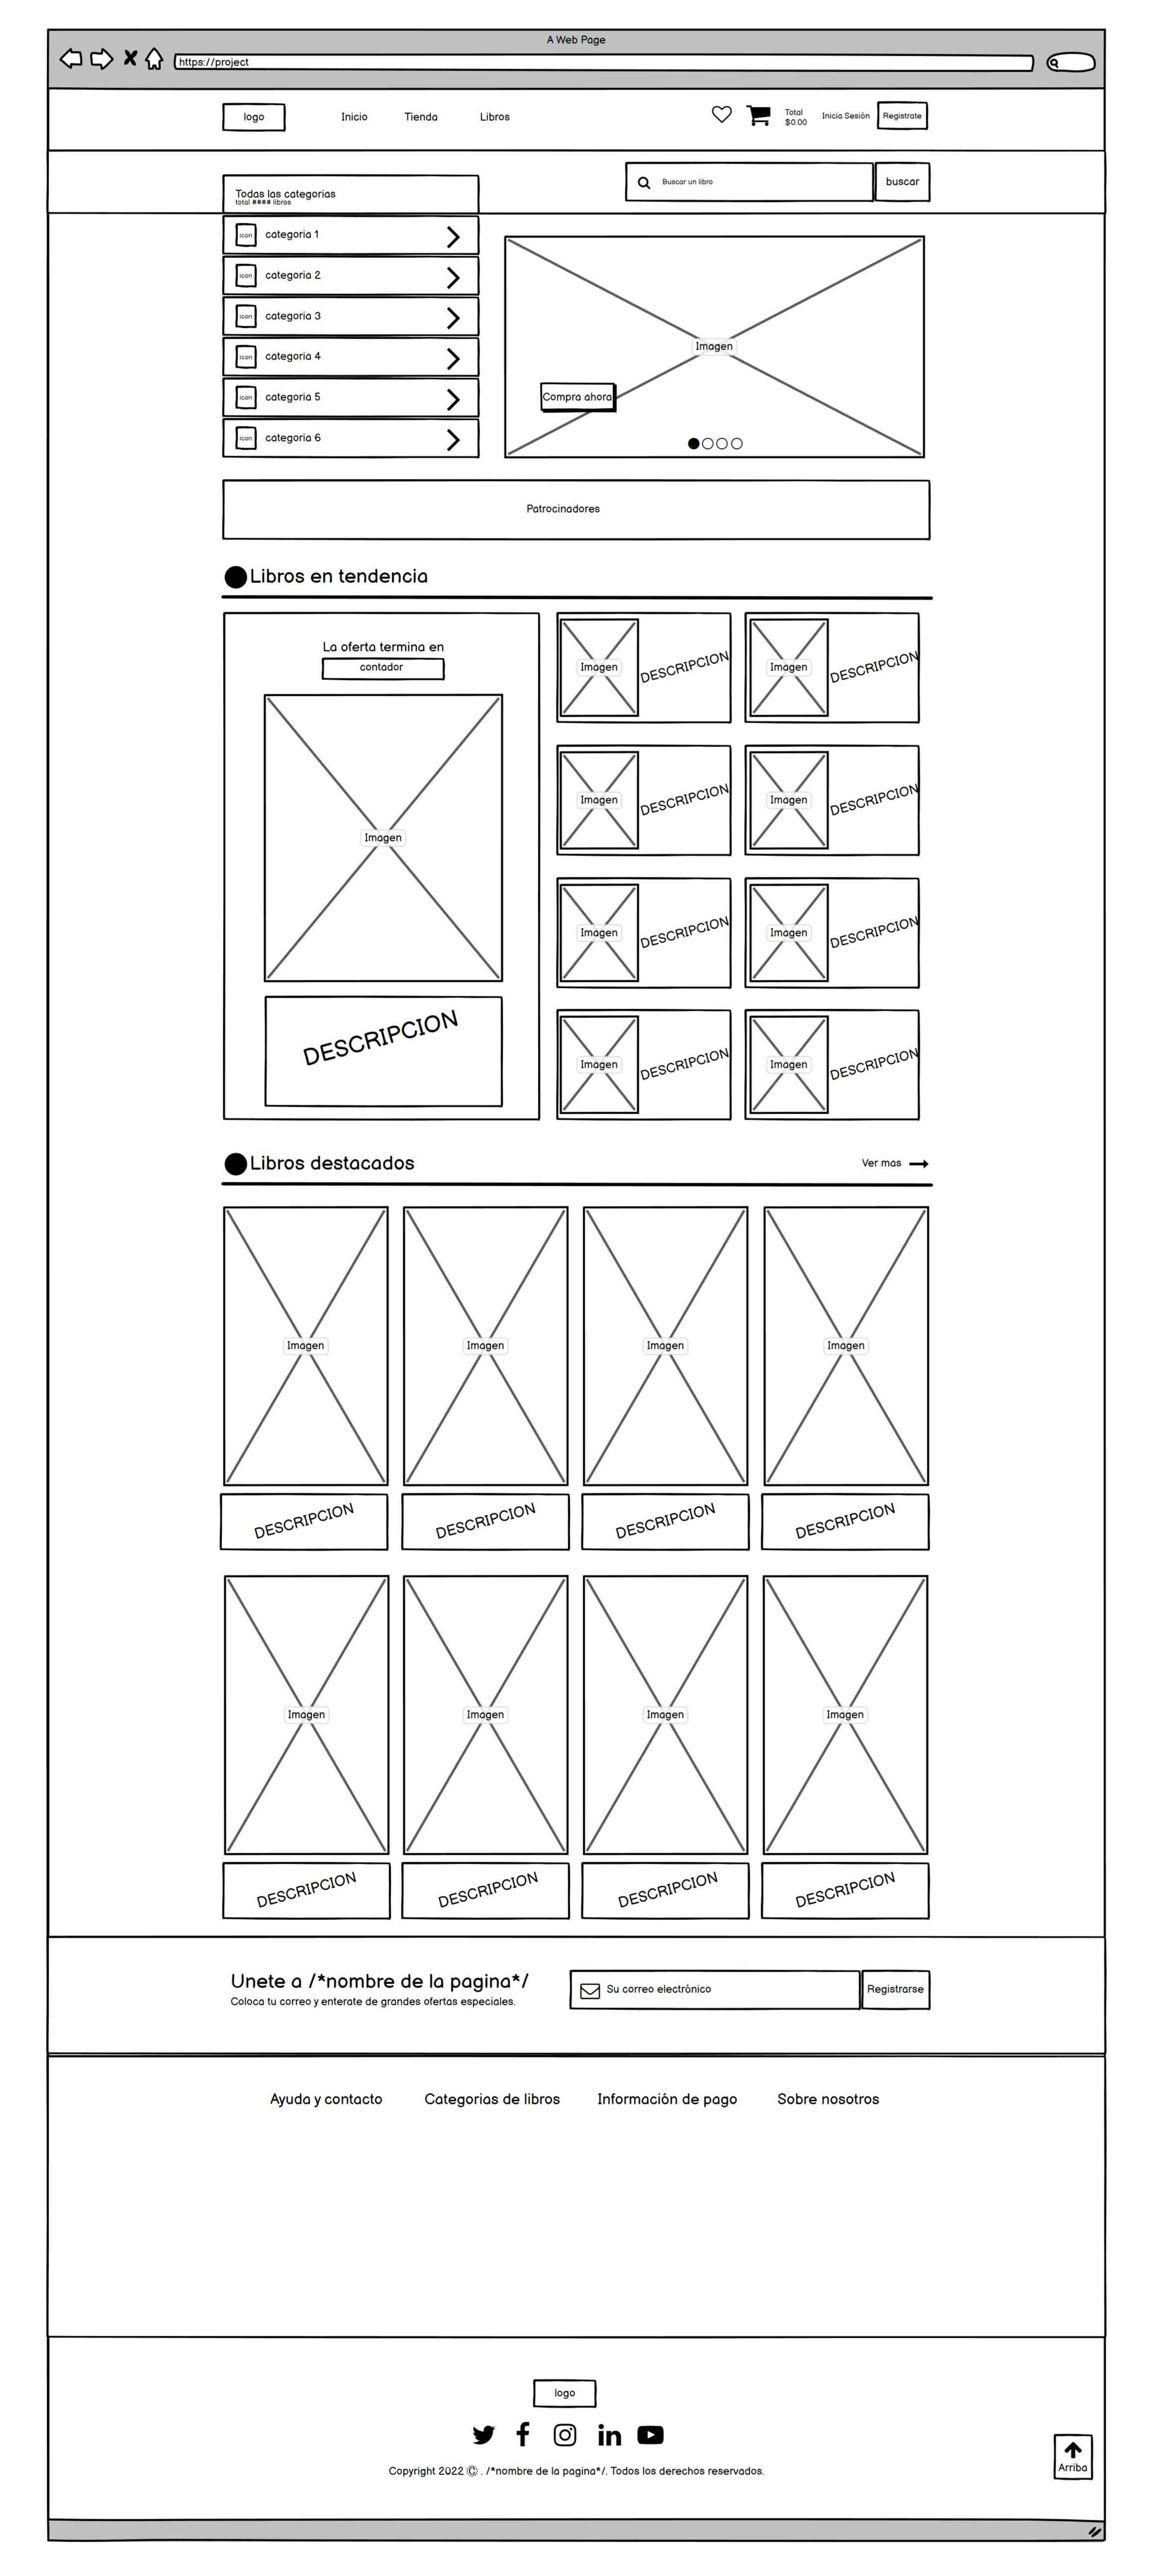 A Web Page
https://project
logo
Inicio
Tienda
Libros
Total
$0.00
Inicia Sesión
Registrate
Todas las categorias
total #### libros
Buscar un libro
buscar
icon categoria 1
icon categoria 2
icon categoria 3
icon categoria 4
icon categoria 5
icon categoria 6
Imagen
Compra ahora
Patrocinadores
Libros en tendencia
La oferta termina en
contador
Imagen
DESCRIPCION
Imagen DESCRIPCION
Imagen DESCRIPCION
Imagen DESCRIPCION
Imagen DESCRIPCION
Imagen DESCRIPCION
Imagen DESCRIPCION
Imagen DESCRIPCION
Imagen DESCRIPCION
Libros destacados
Ver mas
Imagen
Imagen
Imagen
Imagen
DESCRIPCION
DESCRIPCION
DESCRIPCION
DESCRIPCION
Imagen
Imagen
Imagen
Imagen
DESCRIPCION
DESCRIPCION
DESCRIPCION
DESCRIPCION
Unete a /*nombre de la pagina*/
Coloca tu correo y enterate de grandes ofertas especiales.
Su correo electrónico
Registrarse
Ayuda y contacto
Categorias de libros
Información de pago
Sobre nosotros
logo
Copyright 2022 © . /*nombre de la pagina*/. Todos los derechos reservados.
Arriba